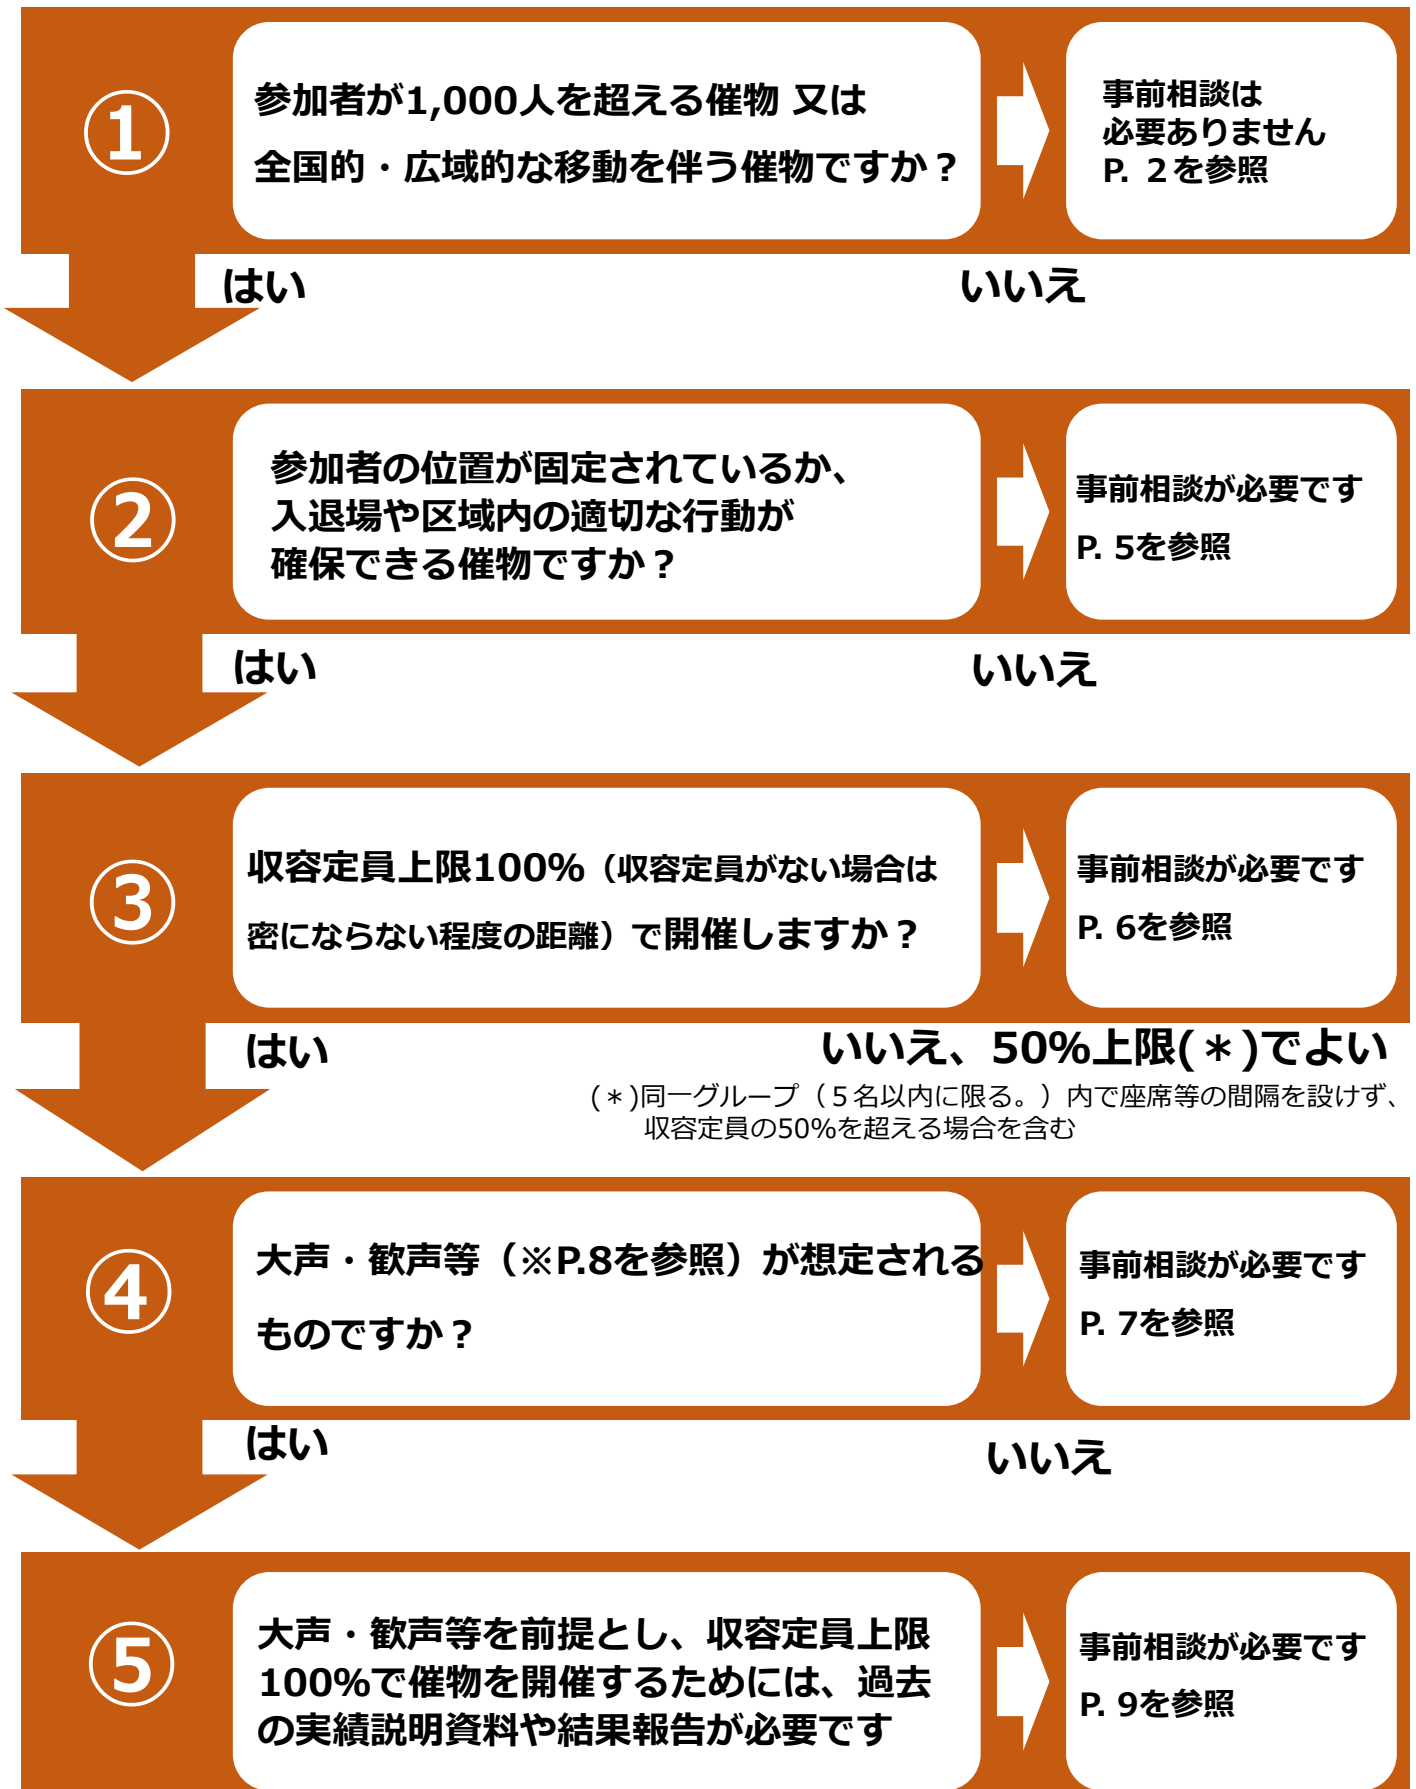 ①
参加者が1,000人を超える催物 又は
全国的・広域的な移動を伴う催物ですか？
事前相談は
必要ありません
P. ２を参照
はい
いいえ
②
参加者の位置が固定されているか、
入退場や区域内の適切な行動が
確保できる催物ですか？
事前相談が必要です
P. 5を参照
はい
いいえ
③
収容定員上限100%（収容定員がない場合は
密にならない程度の距離）で開催しますか？
事前相談が必要です
P. 6を参照
はい
いいえ、50%上限(＊)でよい
(＊)同一グループ（５名以内に限る。）内で座席等の間隔を設けず、
収容定員の50%を超える場合を含む
④
大声・歓声等（※P.8を参照）が想定される
ものですか？
事前相談が必要です
P. 7を参照
はい
いいえ
⑤
大声・歓声等を前提とし、収容定員上限
100%で催物を開催するためには、過去
の実績説明資料や結果報告が必要です
事前相談が必要です
P. 9を参照